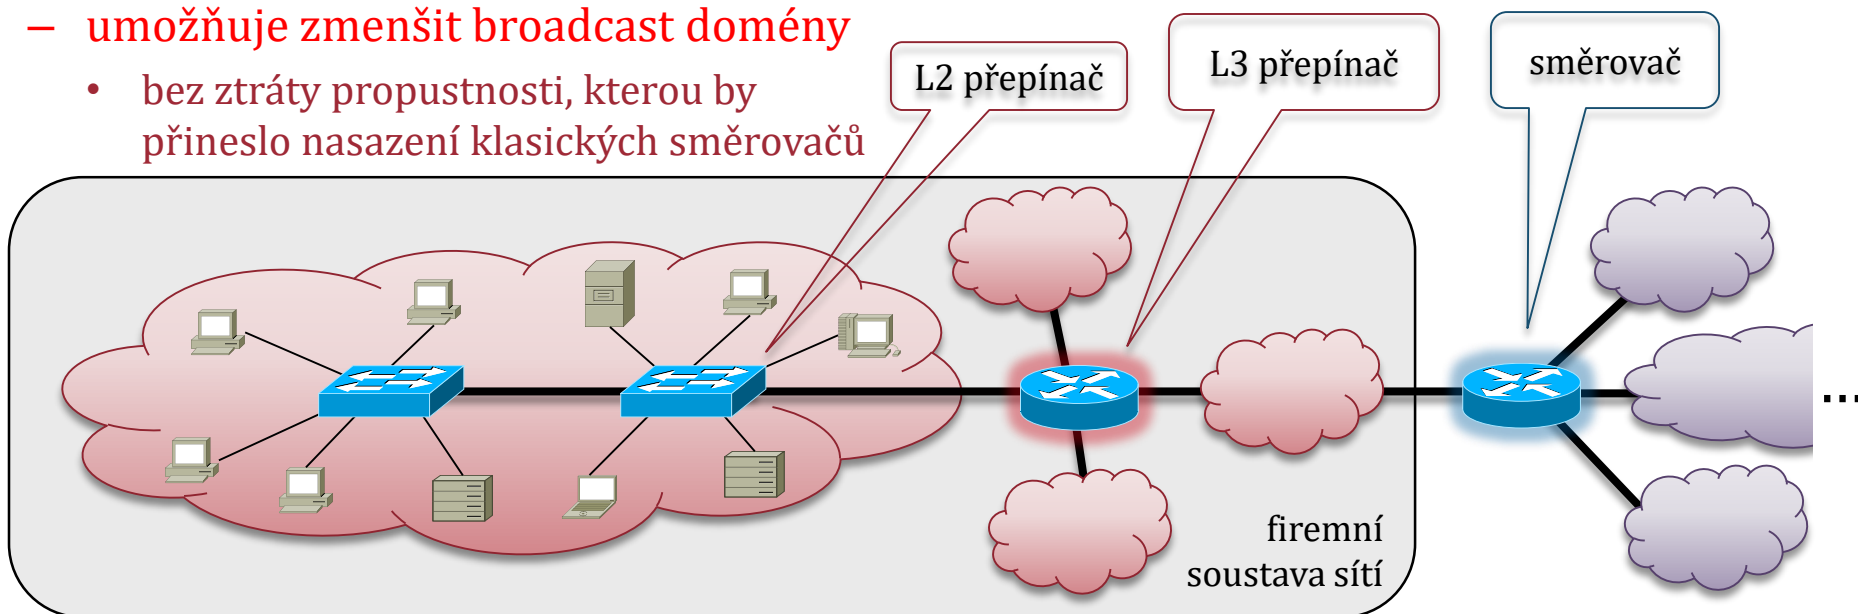 – umožňuje zmenšit broadcast domény
• bez ztráty propustnosti, kterou by
přineslo nasazení klasických směrovačů
L2 přepínač
L3 přepínač
směrovač
...
firemní
soustava sítí